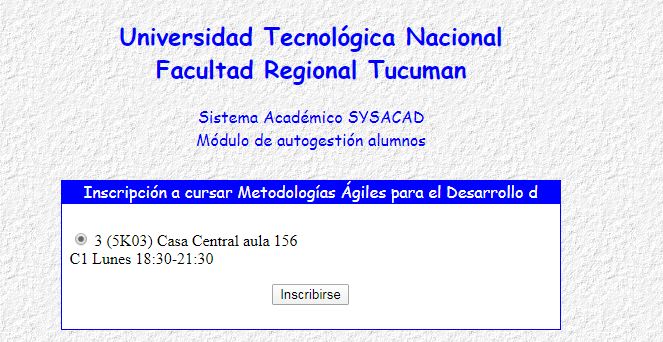 Universidad Tecnológica Nacional
Facultad Regional Tucuman
Sistema Académico SYSACAD
Módulo de autogestión alumnos
Inscripción a cursar Metodologías Ágiles para el Desarrollo d
3 (5K03) Casa Central aula 156
C1 Lunes 18:30-21:30
Inscribirse